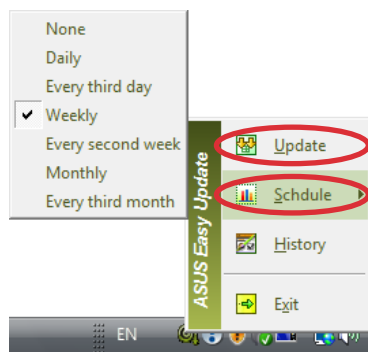 None
Daily
Every third day
Weekly
Every second week
Monthly
Every third month
ASUS Easy Update
Update
Schdule
History
Exit
EN